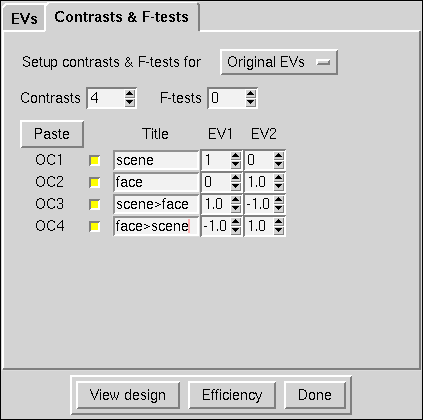 EVs Contrasts & F-tests
Setup contrasts & F-tests for Original EVs
Contrasts 4 F-tests 0
Paste Title EV1 EV2
OC1 scene 1 0
OC2 face 0 1.0
OC3 scene>face 1.0 -1.0
OC4 face>scene -1.0 1.0
View design Efficiency Done